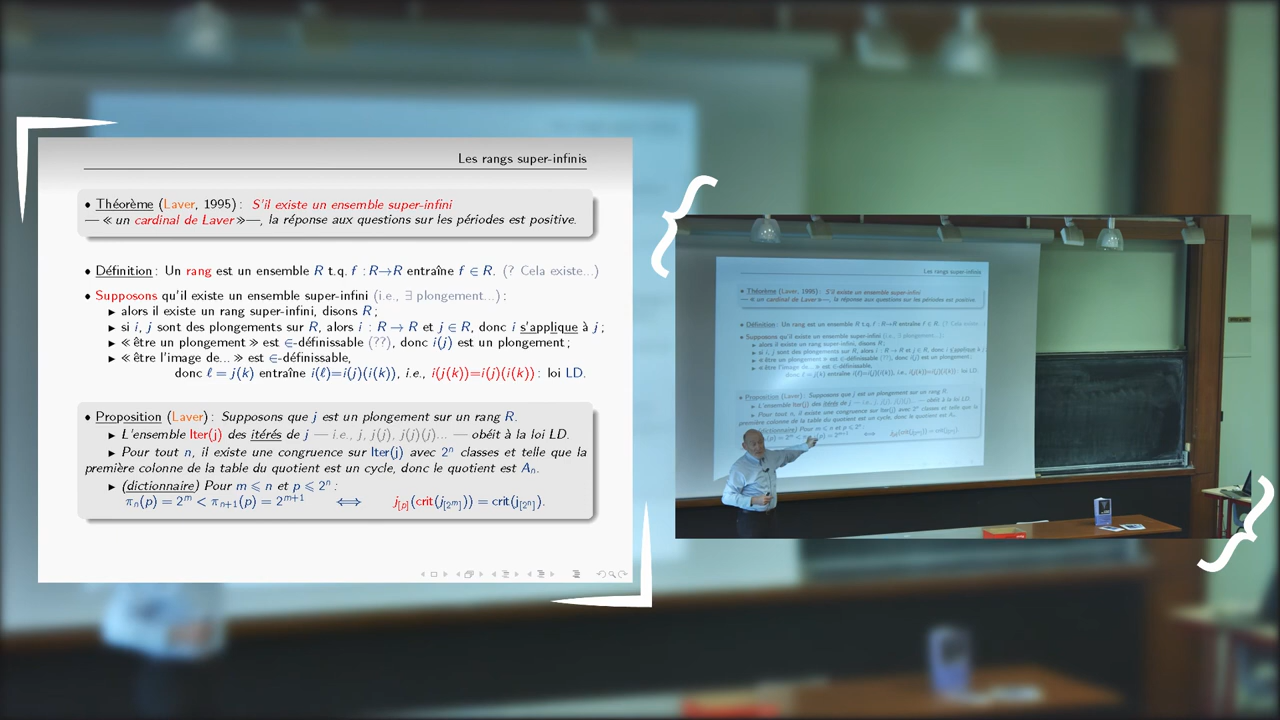 Les rangs super-infinis
• Théorème (Laver, 1995) : S'il existe un ensemble super-infini
— « un cardinal de Laver »—, la réponse aux questions sur les périodes est positive.
• Définition : Un rang est un ensemble R t.q. f : R→R entraîne f ∈ R. (? Cela existe...)
• Supposons qu'il existe un ensemble super-infini (i.e., ∃ plongement...) :
▶ alors il existe un rang super-infini, disons R ;
▶ si i, j sont des plongements sur R, alors i : R → R et j ∈ R, donc i s'applique à j ;
▶ « être un plongement » est ∈-définissable (??), donc i(j) est un plongement ;
▶ « être l'image de... » est ∈-définissable,
donc ℓ = j(k) entraîne i(ℓ)=i(j)(i(k)), i.e., i(j(k))=i(j)(i(k)) : loi LD.
• Proposition (Laver) : Supposons que j est un plongement sur un rang R.
▶ L'ensemble Iter(j) des itérés de j — i.e., j, j(j), j(j)(j)... — obéit à la loi LD.
▶ Pour tout n, il existe une congruence sur Iter(j) avec 2ⁿ classes et telle que la
première colonne de la table du quotient est un cycle, donc le quotient est Aₙ.
▶ (dictionnaire) Pour m ⩽ n et p ⩽ 2ⁿ :
πₙ(p) = 2ᵐ < πₙ₊₁(p) = 2ᵐ⁺¹ ⟺ j₍ₚ₎(crit(j_[2ᵐ])) = crit(j_[2ⁿ]).